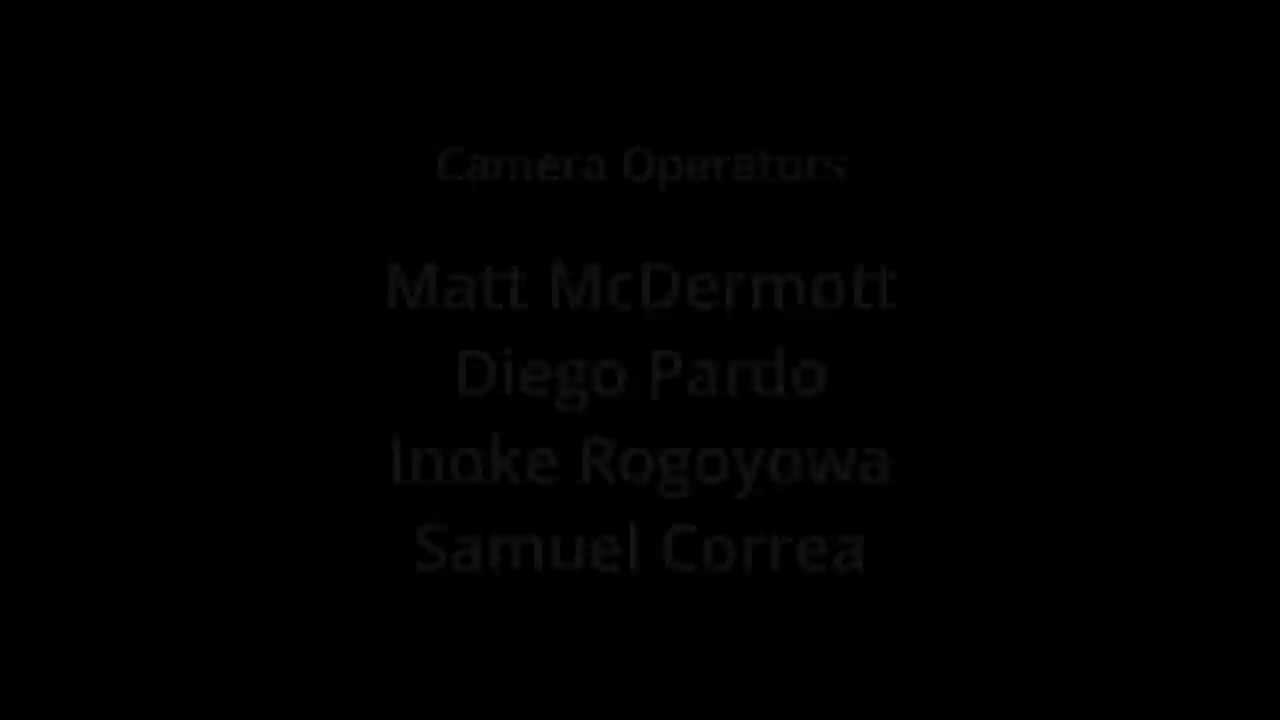 Camera Operators
Matt McDermott
Diego Pardo
Inoke Rogoyowa
Samuel Correa